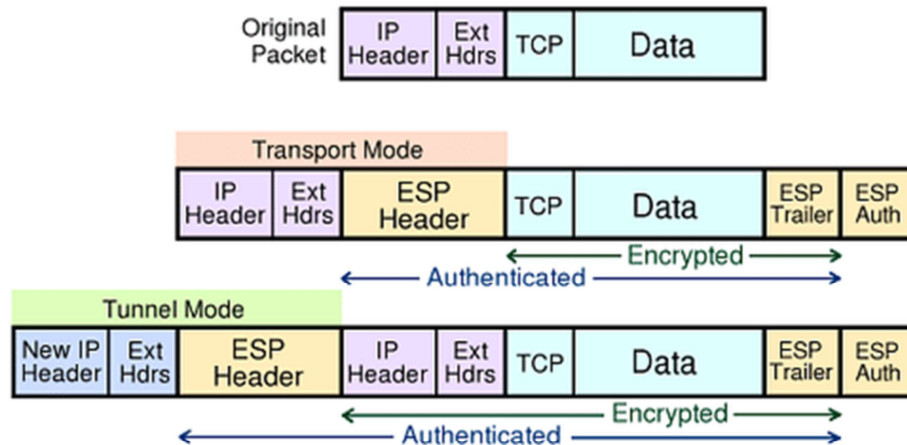 Original
Packet
IP
Header
Ext
Hdrs
TCP
Data
Transport Mode
IP
Header
Ext
Hdrs
ESP
Header
TCP
Data
ESP
Trailer
ESP
Auth
Encrypted
Authenticated
Tunnel Mode
New IP
Header
Ext
Hdrs
ESP
Header
IP
Header
Ext
Hdrs
TCP
Data
ESP
Trailer
ESP
Auth
Encrypted
Authenticated